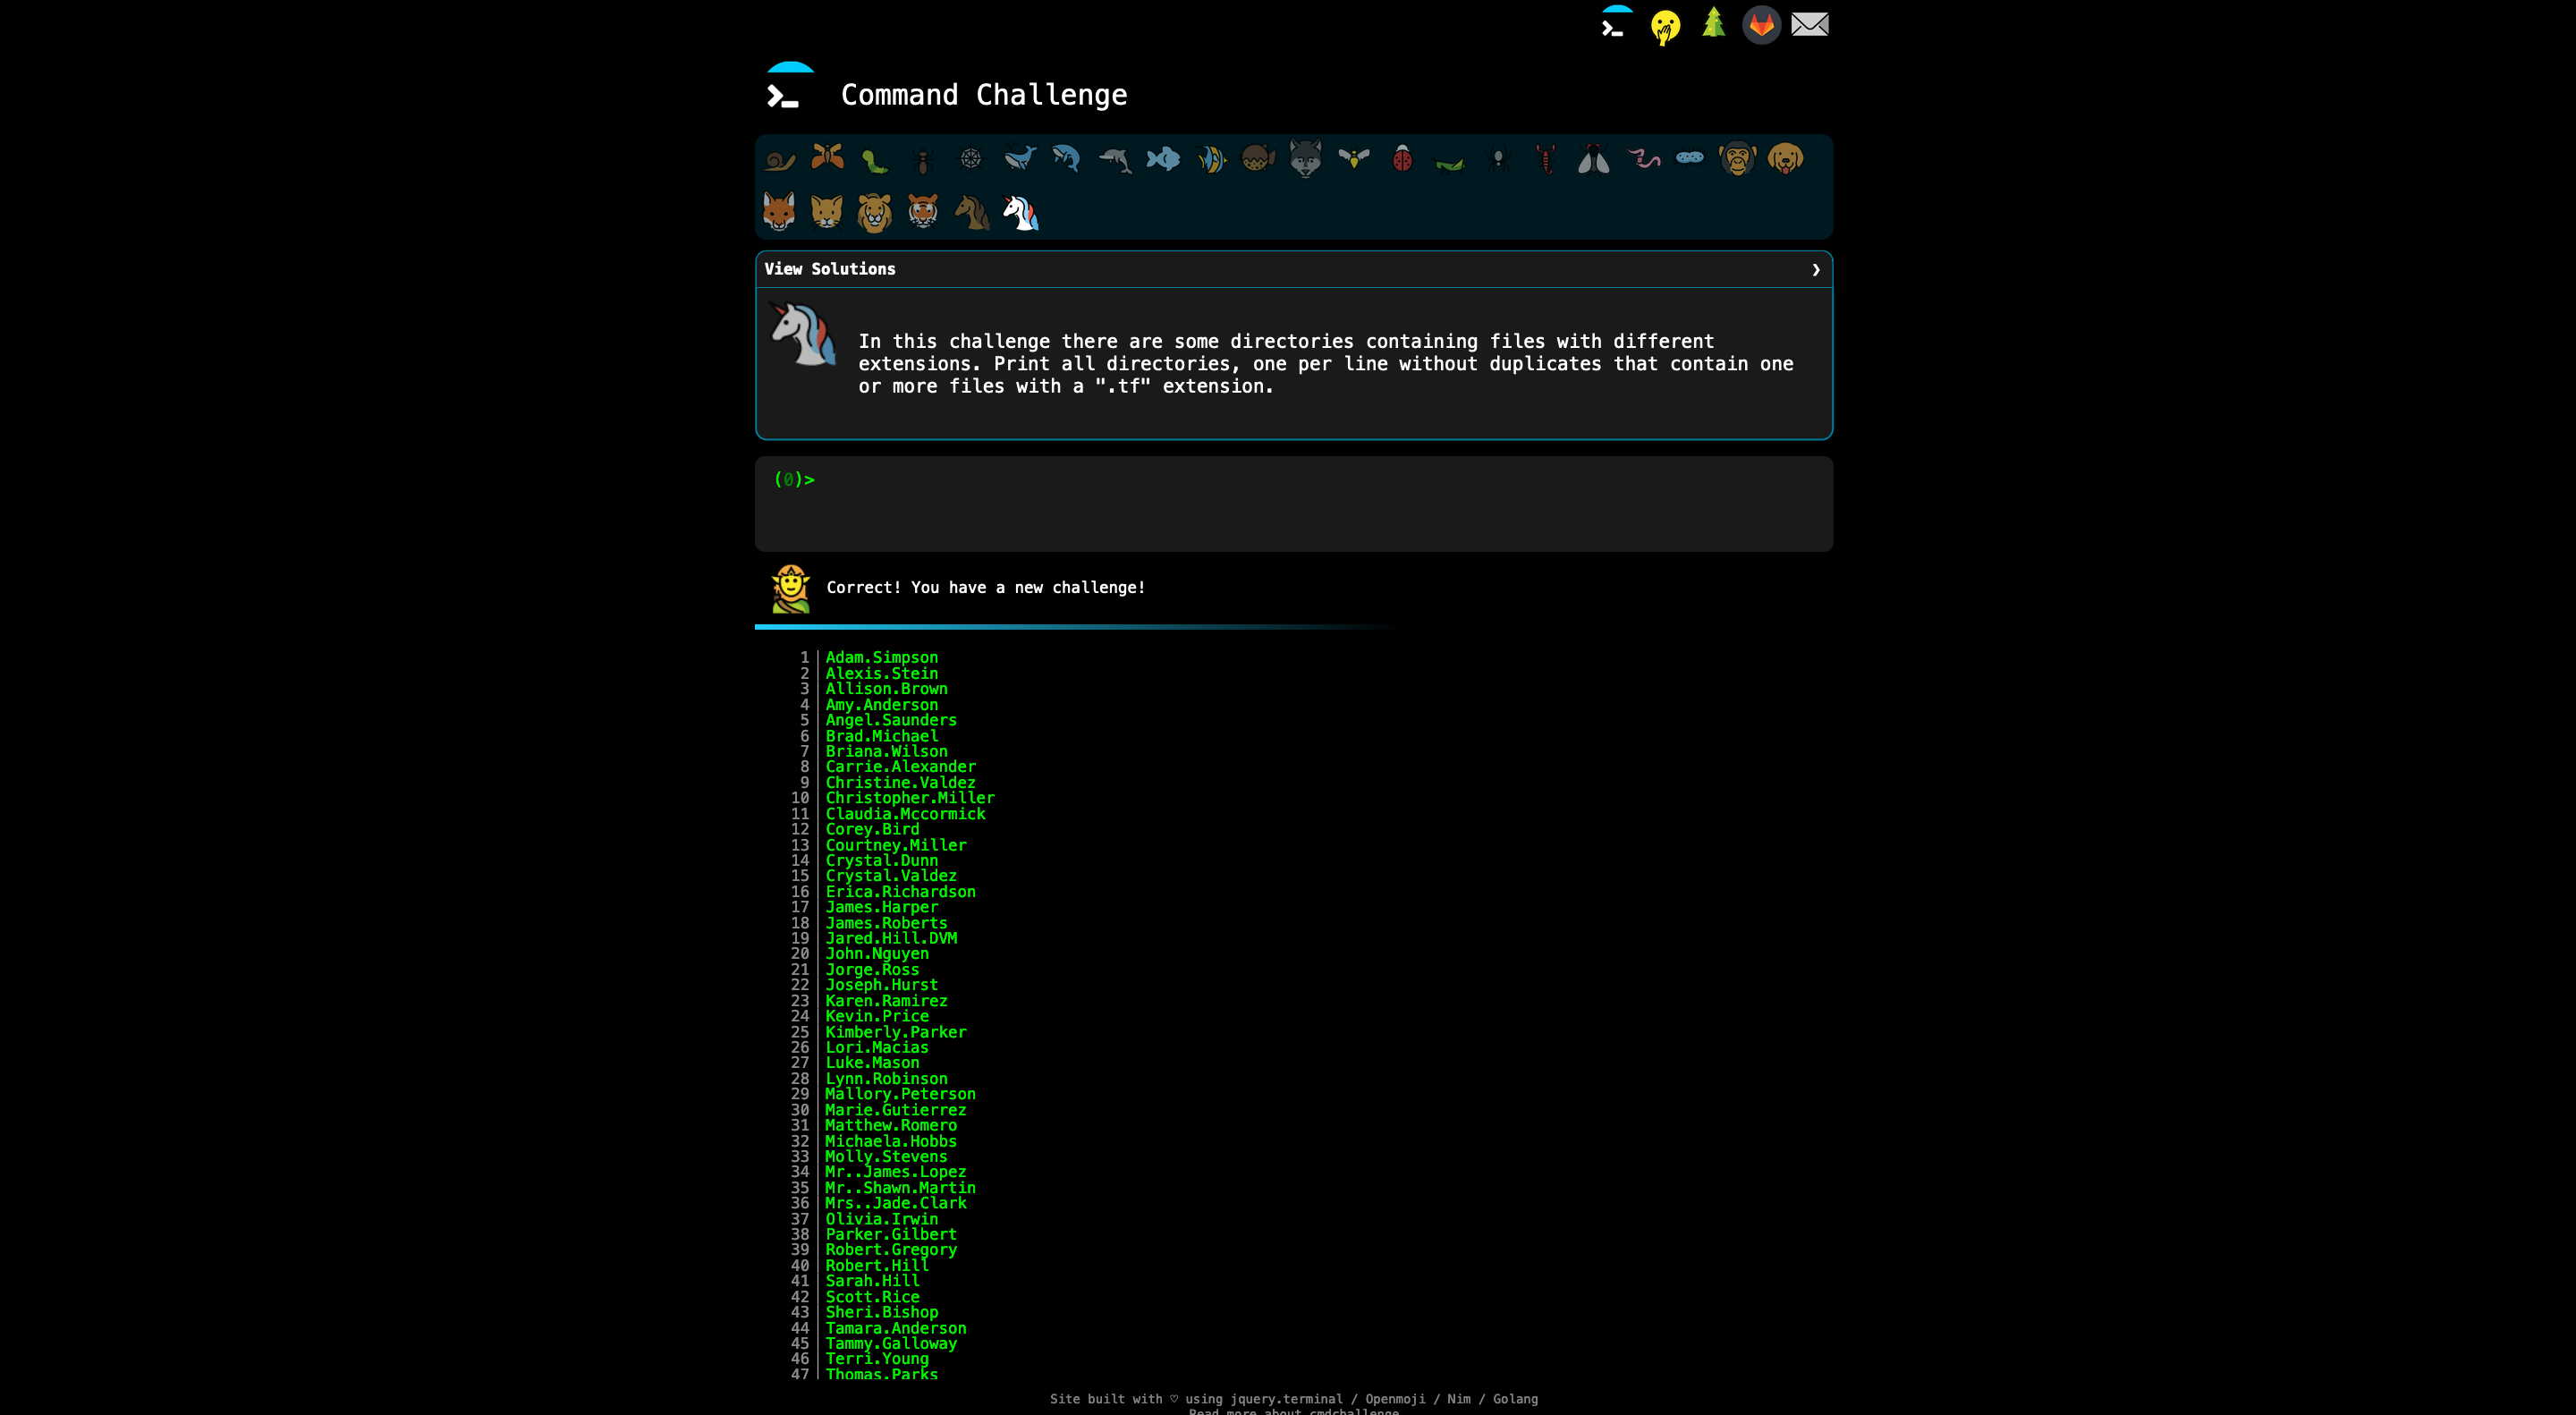 Command Challenge
View Solutions ❯
In this challenge there are some directories containing files with different
extensions. Print all directories, one per line without duplicates that contain one
or more files with a ".tf" extension.
(0)>
Correct! You have a new challenge!
1 Adam.Simpson
2 Alexis.Stein
3 Allison.Brown
4 Amy.Anderson
5 Angel.Saunders
6 Brad.Michael
7 Briana.Wilson
8 Carrie.Alexander
9 Christine.Valdez
10 Christopher.Miller
11 Claudia.Mccormick
12 Corey.Bird
13 Courtney.Miller
14 Crystal.Dunn
15 Crystal.Valdez
16 Erica.Richardson
17 James.Harper
18 James.Roberts
19 Jared.Hill.DVM
20 John.Nguyen
21 Jorge.Ross
22 Joseph.Hurst
23 Karen.Ramirez
24 Kevin.Price
25 Kimberly.Parker
26 Lori.Macias
27 Luke.Mason
28 Lynn.Robinson
29 Mallory.Peterson
30 Marie.Gutierrez
31 Matthew.Romero
32 Michaela.Hobbs
33 Molly.Stevens
34 Mr..James.Lopez
35 Mr..Shawn.Martin
36 Mrs..Jade.Clark
37 Olivia.Irwin
38 Parker.Gilbert
39 Robert.Gregory
40 Robert.Hill
41 Sarah.Hill
42 Scott.Rice
43 Sheri.Bishop
44 Tamara.Anderson
45 Tammy.Galloway
46 Terri.Young
47 Thomas.Parks
Site built with ♡ using jquery.terminal / Openmoji / Nim / Golang
Read more about cmdchallenge